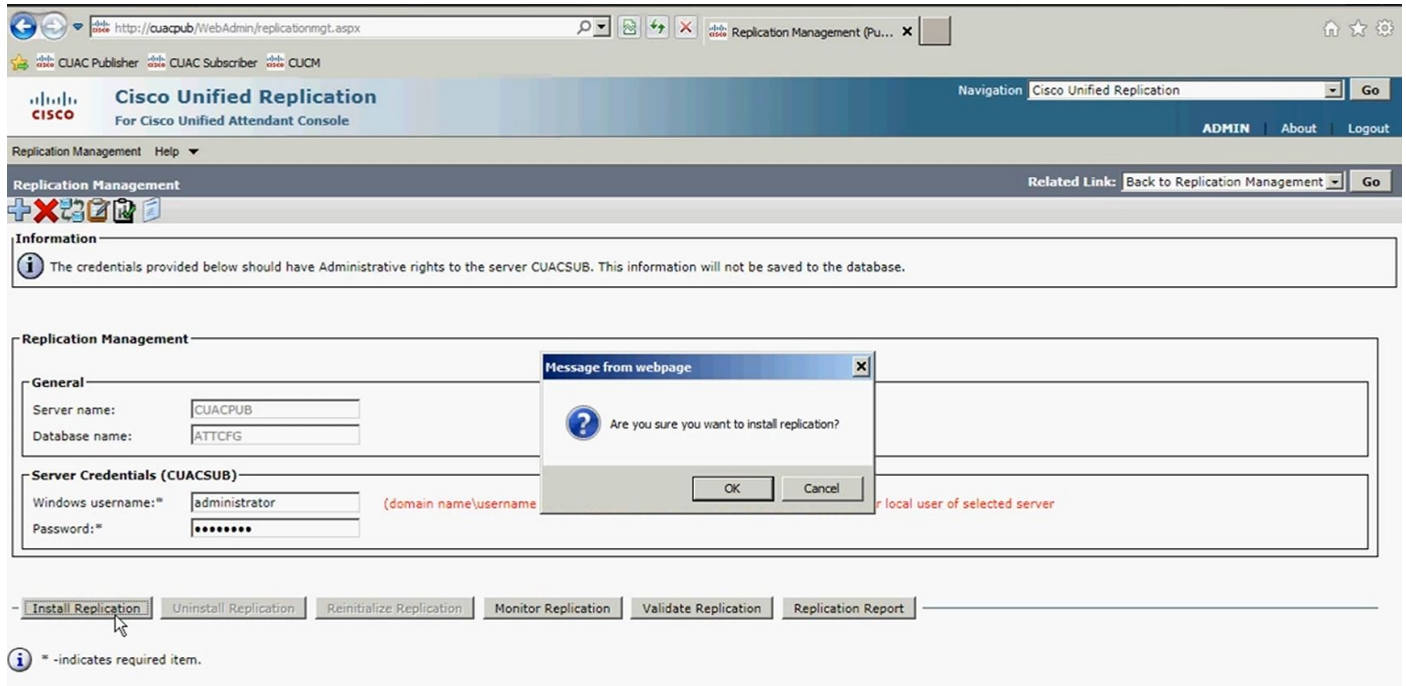 http://cuacpub/WebAdmin/replicationmgt.aspx
Replication Management (Pu...
CUAC Publisher CUAC Subscriber CUCM
CISCO
Cisco Unified Replication
For Cisco Unified Attendant Console
Navigation Cisco Unified Replication Go
ADMIN | About | Logout
Replication Management Help
Replication Management
Related Link: Back to Replication Management Go
Information
The credentials provided below should have Administrative rights to the server CUACSUB. This information will not be saved to the database.
Replication Management
General
Server name: CUACPUB
Database name: ATTCFG
Message from webpage
Are you sure you want to install replication?
OK Cancel
Server Credentials (CUACSUB)
Windows username:* administrator
(domain name\username
r local user of selected server
Password:* ••••••••
Install Replication Uninstall Replication Reinitialize Replication Monitor Replication Validate Replication Replication Report
* -indicates required item.